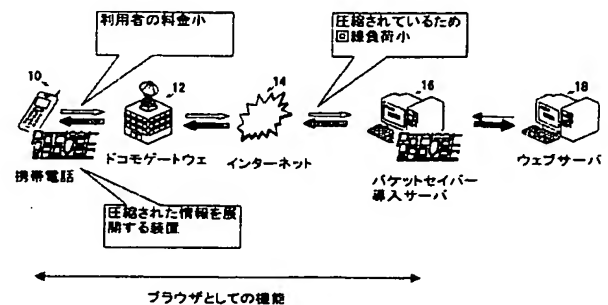 利用者の料金小
圧縮されているため
回線負荷小
10
12
14
16
18
携帯電話
ドコモゲートウェ
インターネット
パケットセイバー
導入サーバ
ウェブサーバ
圧縮された情報を展
開する装置
ブラウザとしての機能